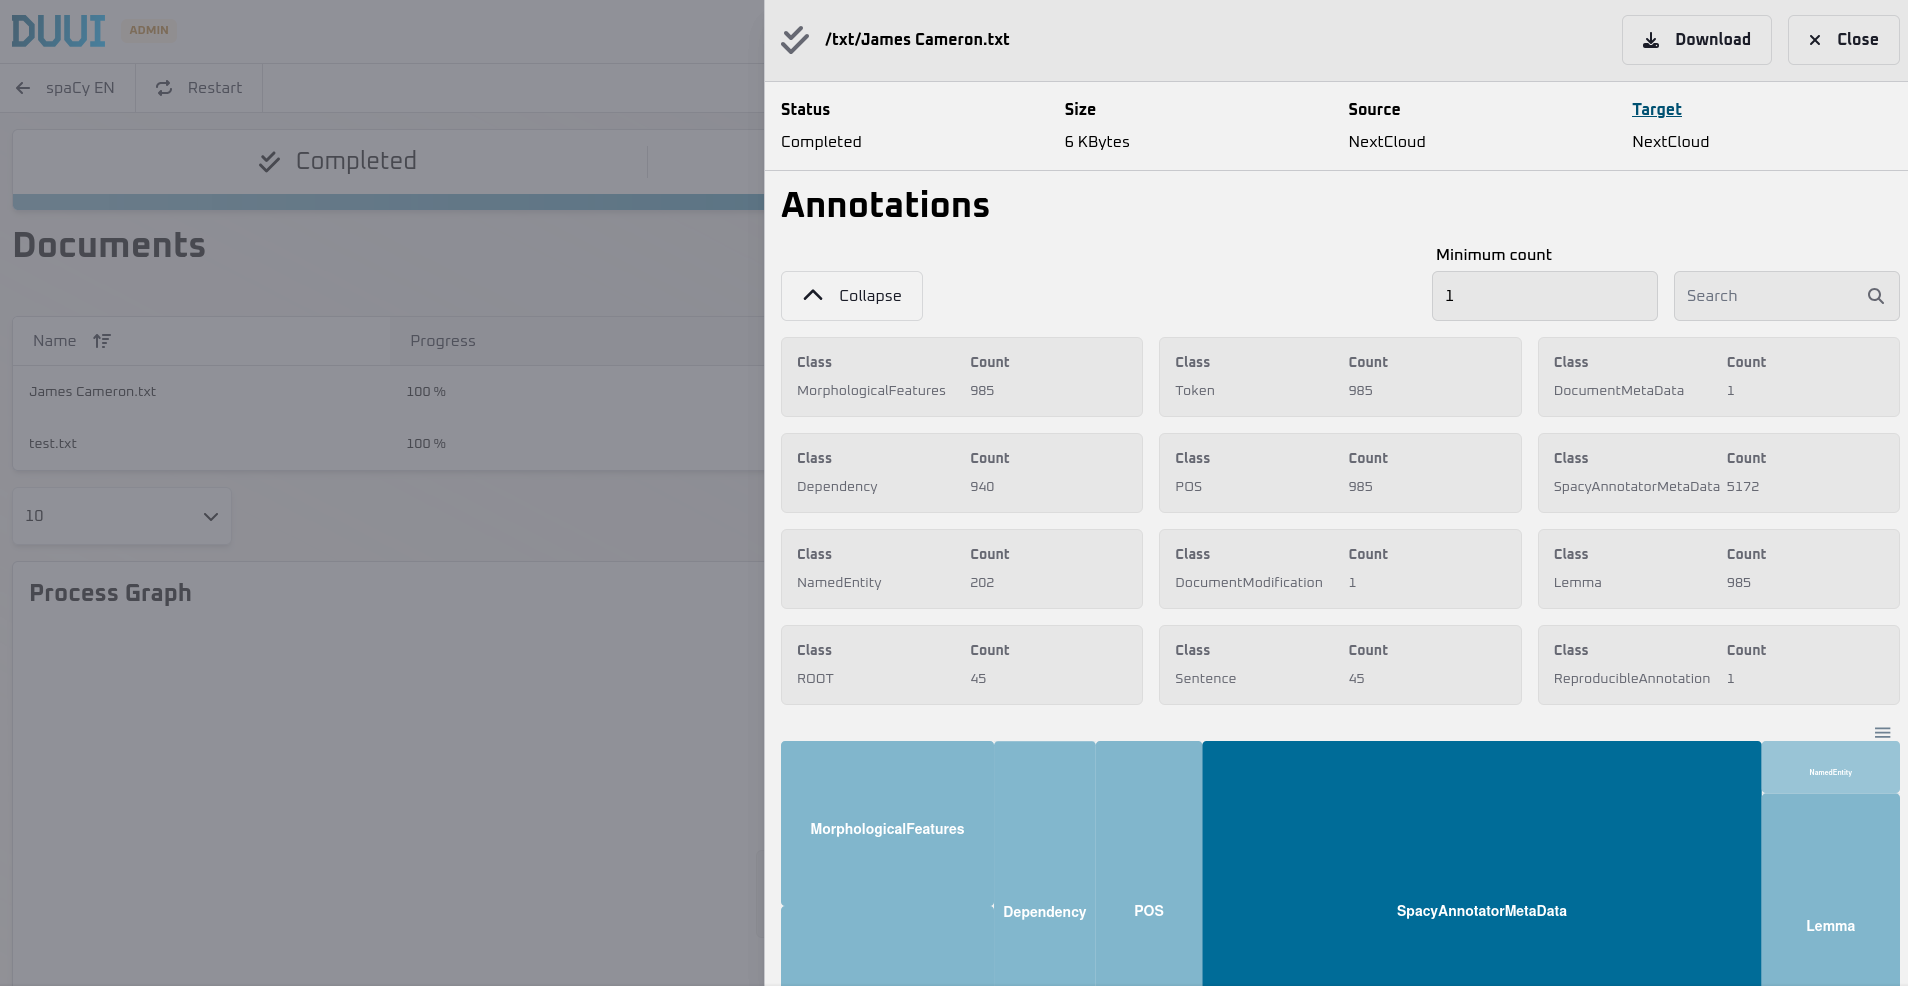 DUUI
ADMIN
spaCy EN
Restart
Completed
Documents
Name
Progress
James Cameron.txt
100 %
test.txt
100 %
10
Process Graph
/txt/James Cameron.txt
Download
Close
Status
Size
Source
Target
Completed
6 KBytes
NextCloud
NextCloud
Annotations
Minimum count
Collapse
1
Search
Class
Count
Class
Count
Class
Count
MorphologicalFeatures
985
Token
985
DocumentMetaData
1
Class
Count
Class
Count
Class
Count
Dependency
940
POS
985
SpacyAnnotatorMetaData
5172
Class
Count
Class
Count
Class
Count
NamedEntity
202
DocumentModification
1
Lemma
985
Class
Count
Class
Count
Class
Count
ROOT
45
Sentence
45
ReproducibleAnnotation
1
NamedEntity
MorphologicalFeatures
Dependency
POS
SpacyAnnotatorMetaData
Lemma